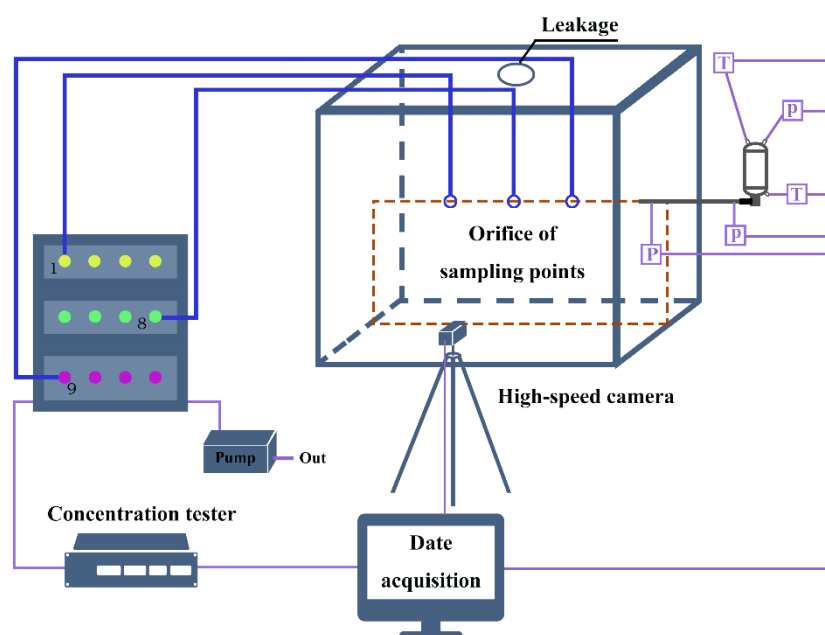 Leakage
T
p
T
p
P
Orifice of
sampling points
1
8
9
High-speed camera
Pump
Out
Concentration tester
Date
acquisition